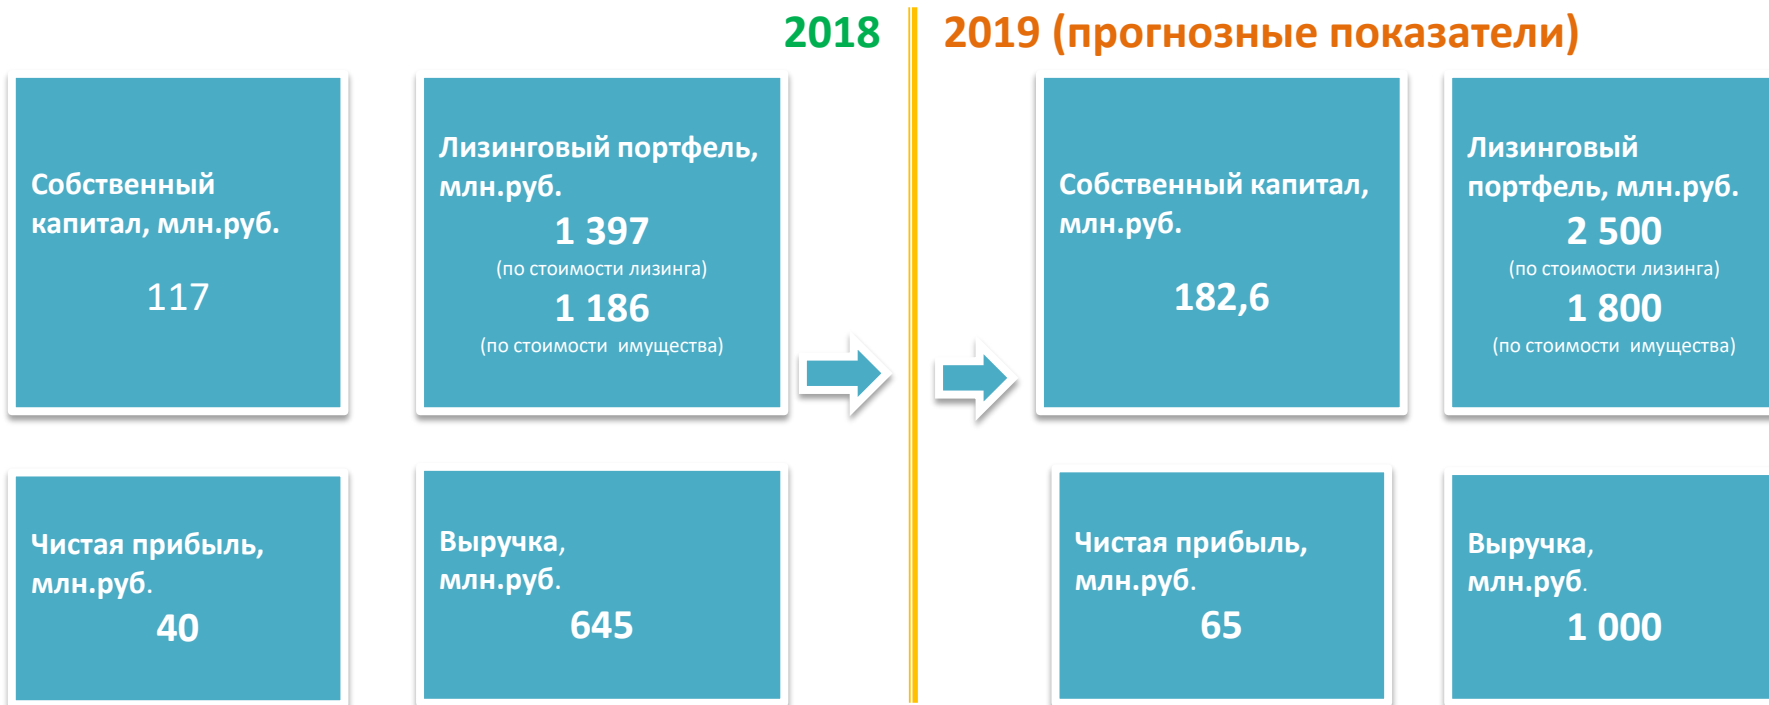 2018
2019 (прогнозные показатели)
Собственный
капитал, млн.руб.
117
Лизинговый портфель,
млн.руб.
1 397
(по стоимости лизинга)
1 186
(по стоимости имущества)
Собственный капитал,
млн.руб.
182,6
Лизинговый
портфель, млн.руб.
2 500
(по стоимости лизинга)
1 800
(по стоимости имущества)
Чистая прибыль,
млн.руб.
40
Выручка,
млн.руб.
645
Чистая прибыль,
млн.руб.
65
Выручка,
млн.руб.
1 000